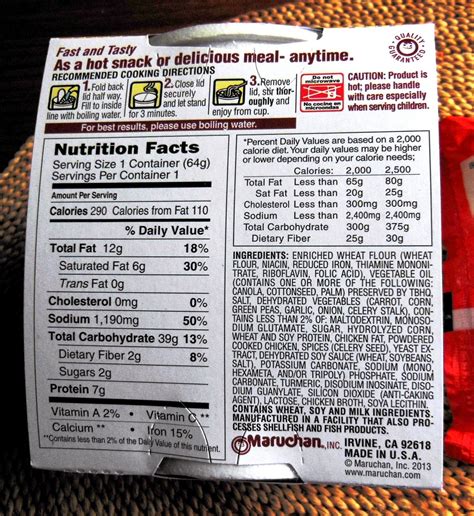 Fast and Tasty
As a hot snack or delicious meal- anytime.
RECOMMENDED COOKING DIRECTIONS
1. Fold back lid half way. Fill to inside line with boiling water.
2. Close lid securely and let stand for 3 minutes.
3. Remove lid, stir thoroughly and enjoy from cup.
Do not microwave
No cocine en microondas
CAUTION: Product is hot; please handle with care especially when serving children.
QUALITY GUARANTEED
For best results, please use boiling water.
Nutrition Facts
Serving Size 1 Container (64g)
Servings Per Container 1
Amount Per Serving
Calories 290 Calories from Fat 110
% Daily Value*
Total Fat 12g 18%
Saturated Fat 6g 30%
Trans Fat 0g
Cholesterol 0mg 0%
Sodium 1,190mg 50%
Total Carbohydrate 39g 13%
Dietary Fiber 2g 8%
Sugars 2g
Protein 7g
Vitamin A 2% • Vitamin C **
Calcium ** • Iron 15%
**Contains less than 2% of the Daily Value of this nutrient.
*Percent Daily Values are based on a 2,000
calorie diet. Your daily values may be higher
or lower depending on your calorie needs;
Calories: 2,000 2,500
Total Fat Less than 65g 80g
Sat Fat Less than 20g 25g
Cholesterol Less than 300mg 300mg
Sodium Less than 2,400mg 2,400mg
Total Carbohydrate 300g 375g
Dietary Fiber 25g 30g
INGREDIENTS: ENRICHED WHEAT FLOUR (WHEAT
FLOUR, NIACIN, REDUCED IRON, THIAMINE MONONI-
TRATE, RIBOFLAVIN, FOLIC ACID), VEGETABLE OIL
(CONTAINS ONE OR MORE OF THE FOLLOWING:
CANOLA, COTTONSEED, PALM) PRESERVED BY TBHQ,
SALT, DEHYDRATED VEGETABLES (CARROT, CORN,
GREEN PEAS, GARLIC, ONION, CELERY STALK), CON-
TAINS LESS THAN 2% OF: MALTODEXTRIN, MONOSO-
DIUM GLUTAMATE, SUGAR, HYDROLYZED CORN,
WHEAT AND SOY PROTEIN, CHICKEN FAT, POWDERED
COOKED CHICKEN, SPICES (CELERY SEED), YEAST EX-
TRACT, DEHYDRATED SOY SAUCE (WHEAT, SOYBEANS,
SALT), POTASSIUM CARBONATE, SODIUM (MONO,
HEXAMETA, AND/OR TRIPOLY) PHOSPHATE, SODIUM
CARBONATE, TURMERIC, DISODIUM INOSINATE, DISO-
DIUM GUANYLATE, SILICON DIOXIDE (ANTI-CAKING
AGENT), LACTOSE, CHICKEN BROTH, SOYA LECITHIN.
CONTAINS WHEAT, SOY AND MILK INGREDIENTS.
MANUFACTURED IN A FACILITY THAT ALSO PRO-
CESSES SHELLFISH AND FISH PRODUCTS.
Maruchan, INC. IRVINE, CA 92618
MADE IN U.S.A.
© Maruchan, Inc. 2013
www.maruchan.com